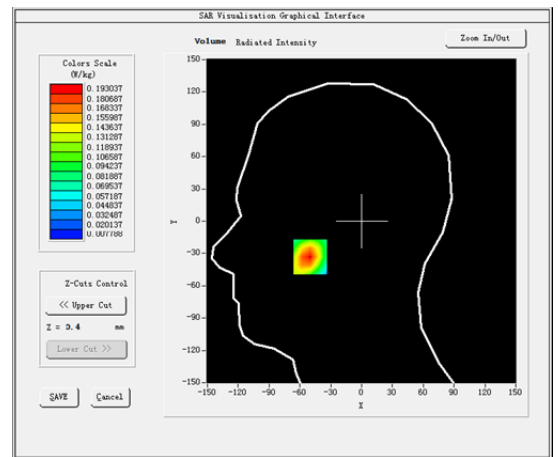 SAR Visualisation Graphical Interface
Volume Radiated Intensity
Zoom In/Out
Colors Scale
(W/kg)
0.193037
0.180687
0.168337
0.155987
0.143637
0.131287
0.118937
0.106587
0.094237
0.081887
0.069537
0.057187
0.044837
0.032487
0.020137
0.007788
Z-Cuts Control
<< Upper Cut
Z = 3.4 mm
Lower Cut >>
SAVE Cancel
150
120
90
60
30
0
-30
-60
-90
-120
-150
Y
-150 -120 -90 -60 -30 0 30 60 90 120 150
X